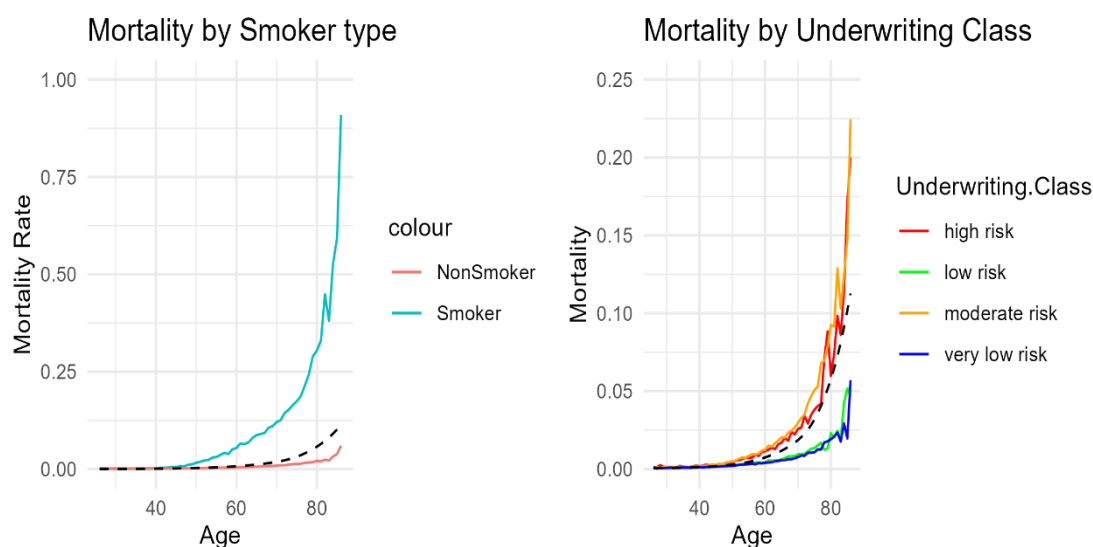 Mortality by Smoker type
1.00
0.75
0.50
0.25
0.00
Mortality Rate
40
60
80
Age
colour
NonSmoker
Smoker
Mortality by Underwriting Class
0.25
0.20
0.15
0.10
0.05
0.00
Mortality
40
60
80
Age
Underwriting.Class
high risk
low risk
moderate risk
very low risk